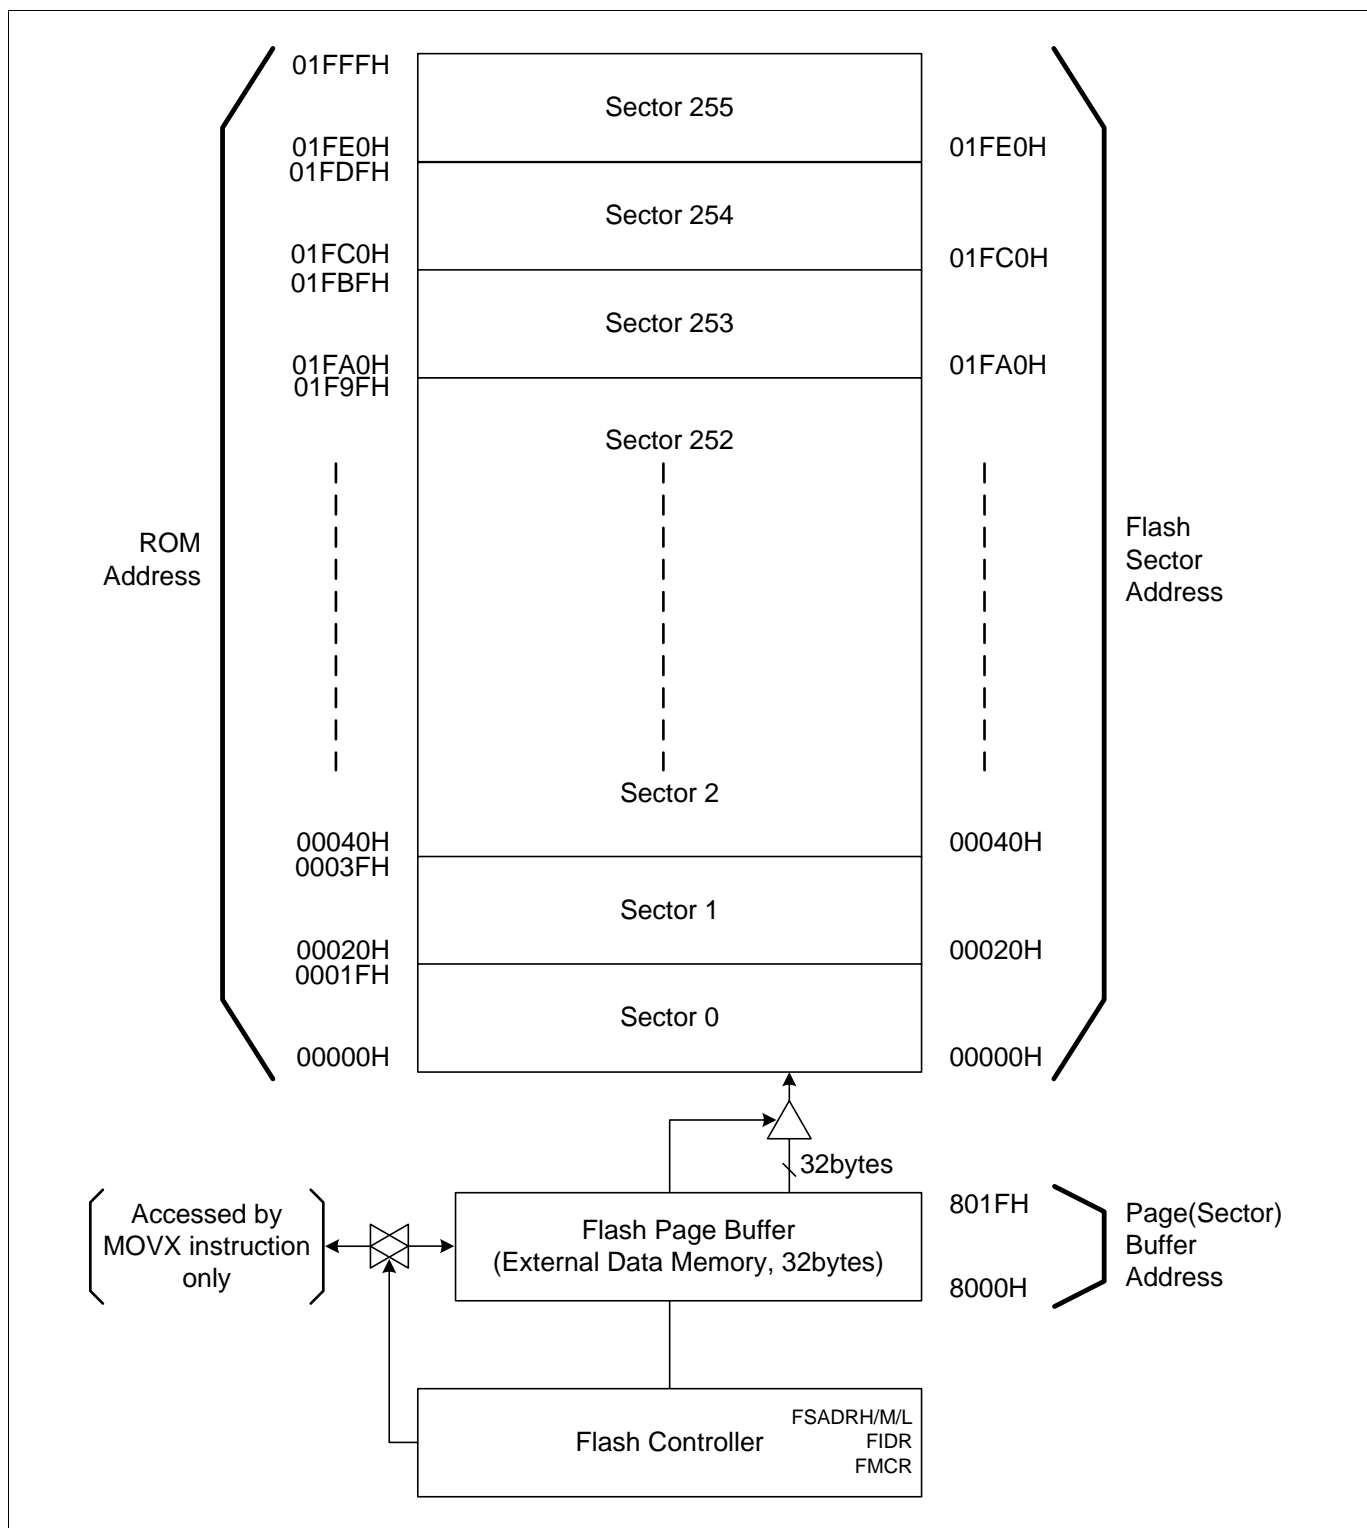 01FFFH
Sector 255
01FE0H
01FE0H
01FDFH
Sector 254
01FC0H
01FC0H
01FBFH
Sector 253
01FA0H
01FA0H
01F9FH
Sector 252
ROM
Address
Flash
Sector
Address
Sector 2
00040H
00040H
0003FH
Sector 1
00020H
00020H
0001FH
Sector 0
00000H
00000H
32bytes
Accessed by
MOVX instruction
only
Flash Page Buffer
(External Data Memory, 32bytes)
801FH
8000H
Page(Sector)
Buffer
Address
Flash Controller
FSADRH/M/L
FIDR
FMCR